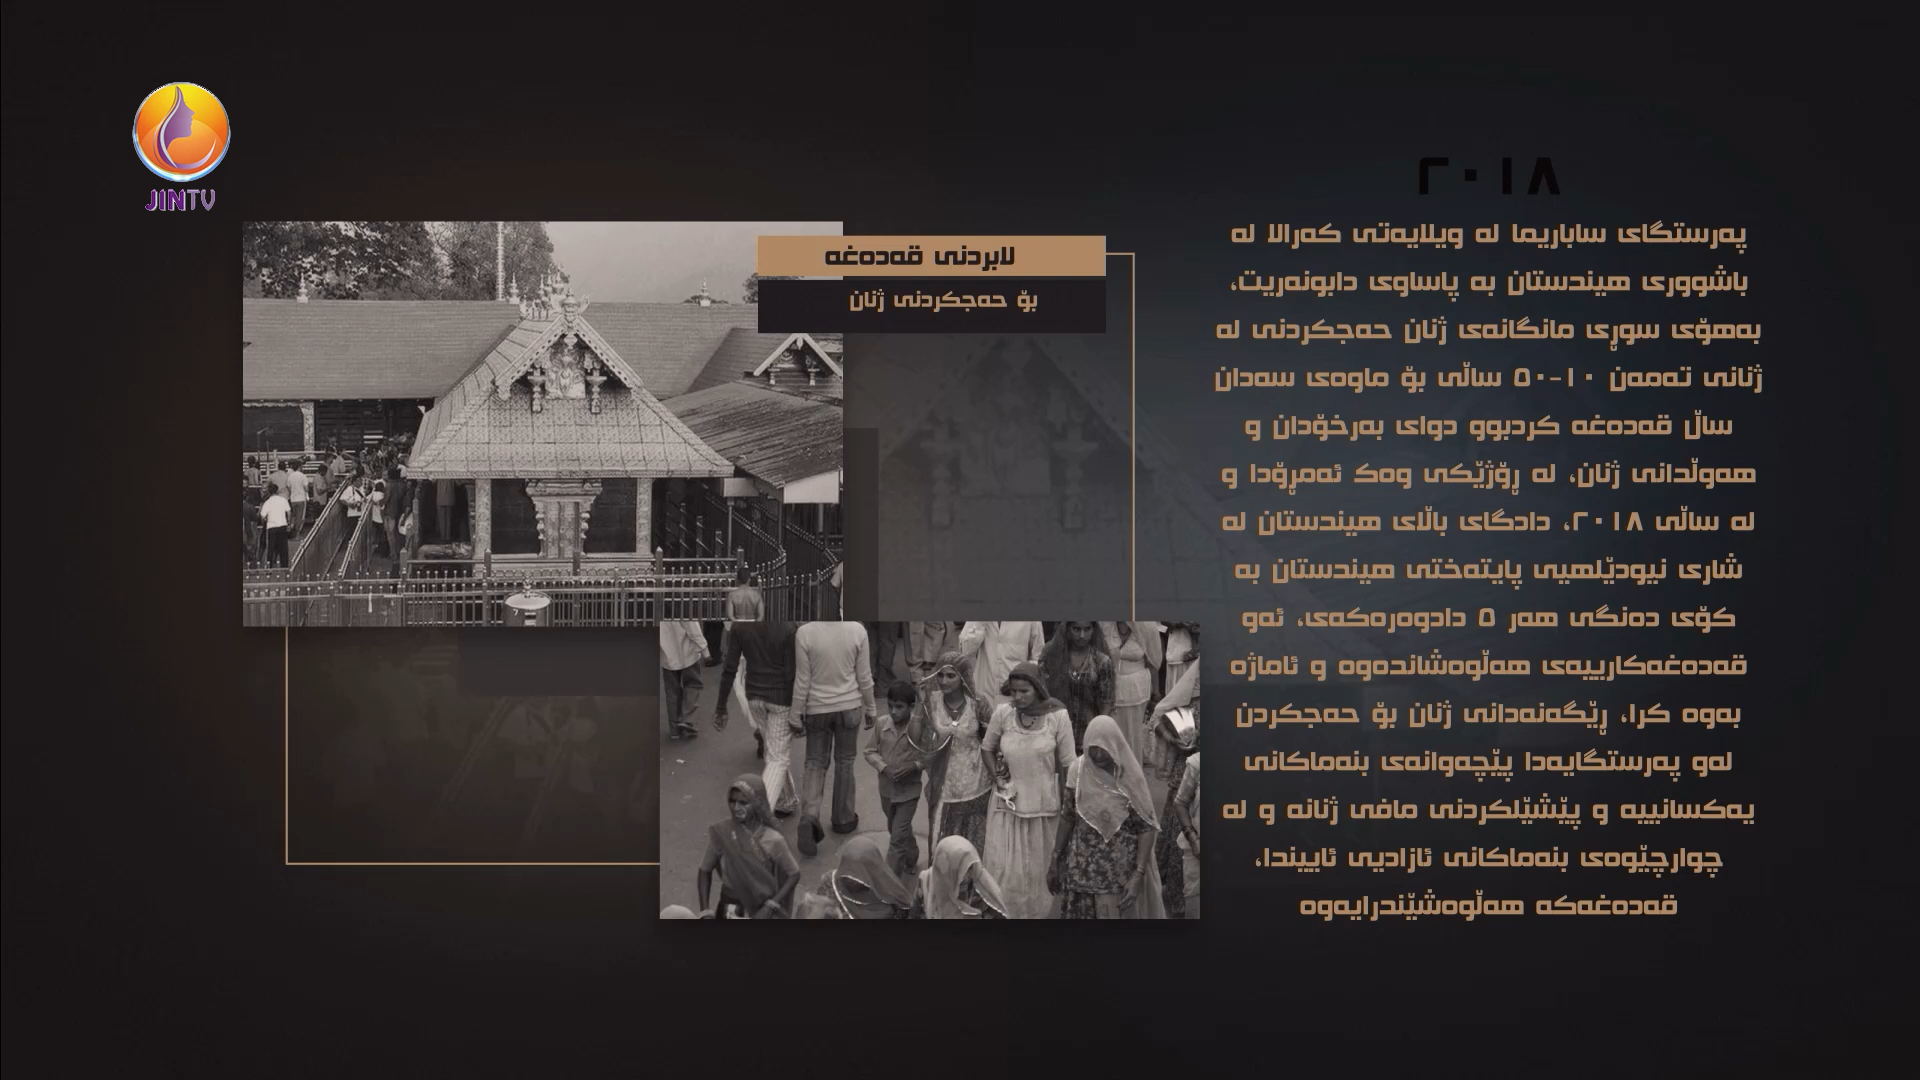 JINTV
لابردنی قەدەغە
بۆ حەجکردنی ژنان
٢٠١٨
پەرستگای ساباریما لە ویلایەتی کەرالا لە
باشووری هیندستان بە پاساوی دابونەریت،
بەهۆی سوڕی مانگانەی ژنان حەجکردنی لە
ژنانی تەمەن ١٠-٥٠ ساڵی بۆ ماوەی سەدان
ساڵ قەدەغە کردبوو دوای بەرخۆدان و
هەوڵدانی ژنان، لە ڕۆژێکی وەک ئەمڕۆدا و
لە ساڵی ٢٠١٨، دادگای باڵای هیندستان لە
شاری نیودێلهیی پایتەختی هیندستان بە
کۆی دەنگی هەر ٥ دادوەرەکەی، ئەو
قەدەغەکارییەی هەڵوەشاندەوە و ئاماژە
بەوە کرا، ڕێگەنەدانی ژنان بۆ حەجکردن
لەو پەرستگایەدا پێچەوانەی بنەماکانی
یەکسانییە و پێشێلکردنی مافی ژنانە و لە
چوارچێوەی بنەماکانی ئازادیی ئاییندا،
قەدەغەکە هەڵوەشێندرایەوە